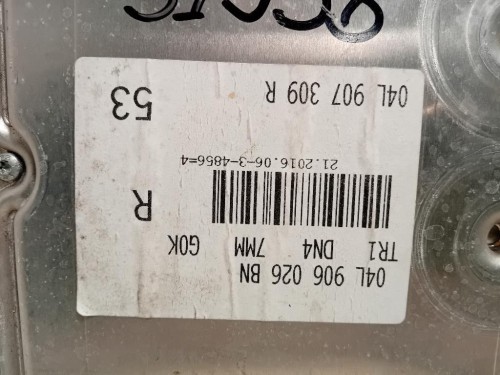 04L 906 026 BN
TR1 DN4 7MM G0K
R
21.2016.06-3-4856=4
04L 907 309 R
53